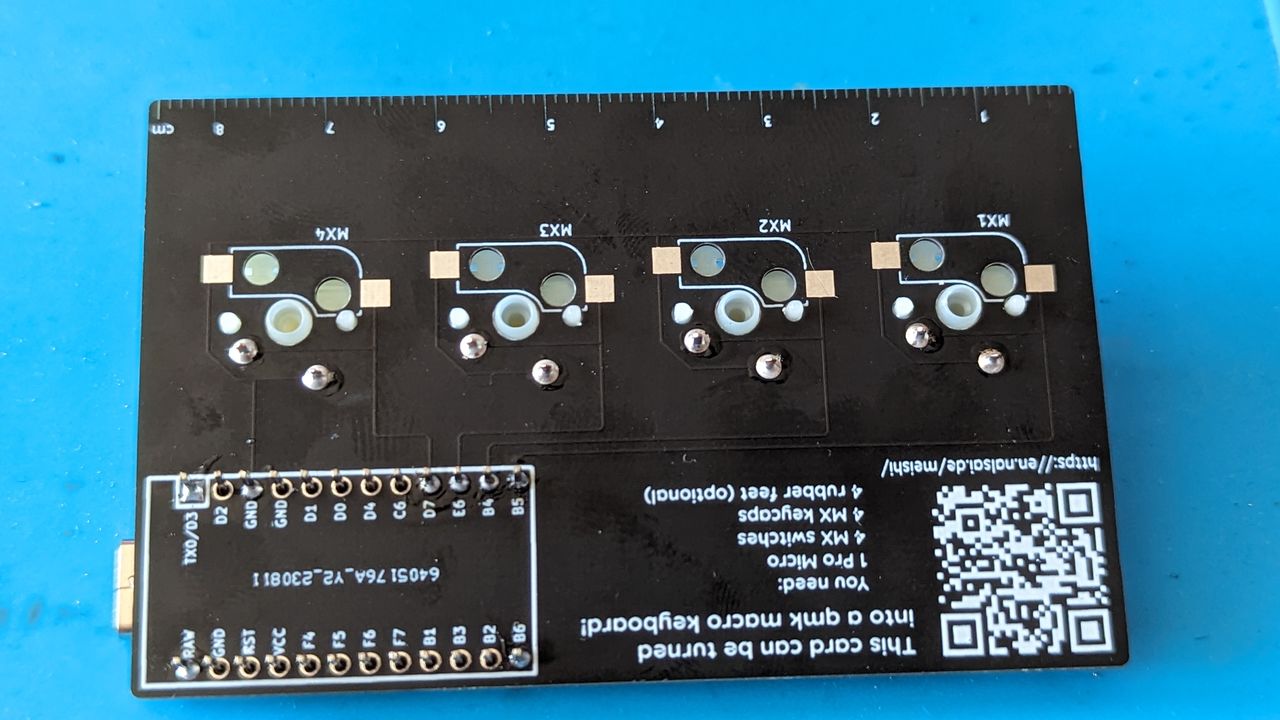 This card can be turned
into a qmk macro keyboard!
You need:
1 Pro Micro
4 MX switches
4 MX keycaps
4 rubber feet (optional)
https://en.nalsai.de/meishi/
MX1
MX2
MX3
MX4
1 2 3 4 5 6 7 8 cm
TX0/D3 D2 GND GND D1 D0 D4 C6 D7 E6 B4 B5
6405176A_Y2_230811
RAW GND RST VCC F4 F5 F6 F7 B1 B3 B2 B6